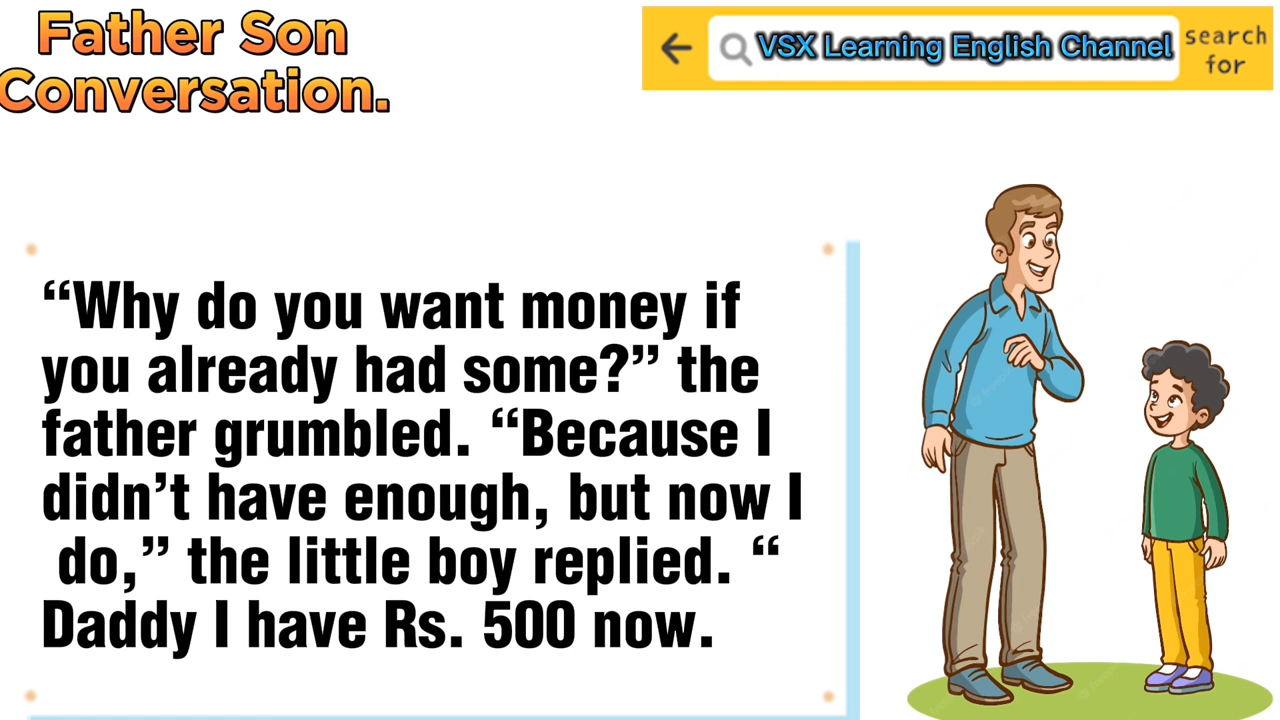 Father Son
Conversation.
VSX Learning English Channel
search
for
“Why do you want money if
you already had some?” the
father grumbled. “Because I
didn’t have enough, but now I
do,” the little boy replied. “
Daddy I have Rs. 500 now.